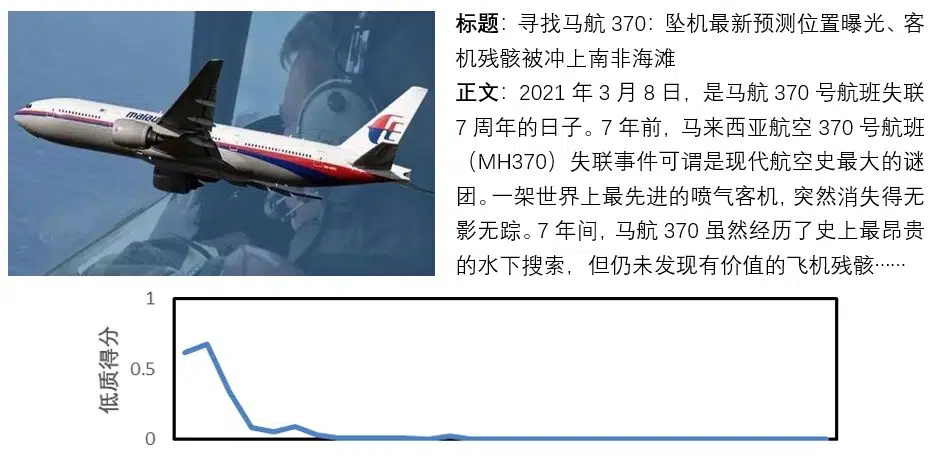 malays
标题：寻找马航 370：坠机最新预测位置曝光、客
机残骸被冲上南非海滩
正文：2021 年 3 月 8 日，是马航 370 号航班失联
7 周年的日子。7 年前，马来西亚航空 370 号航班
（MH370）失联事件可谓是现代航空史最大的谜
团。一架世界上最先进的喷气客机，突然消失得无
影无踪。7 年间，马航 370 虽然经历了史上最昂贵
的水下搜索，但仍未发现有价值的飞机残骸……
低质得分
1
0.5
0